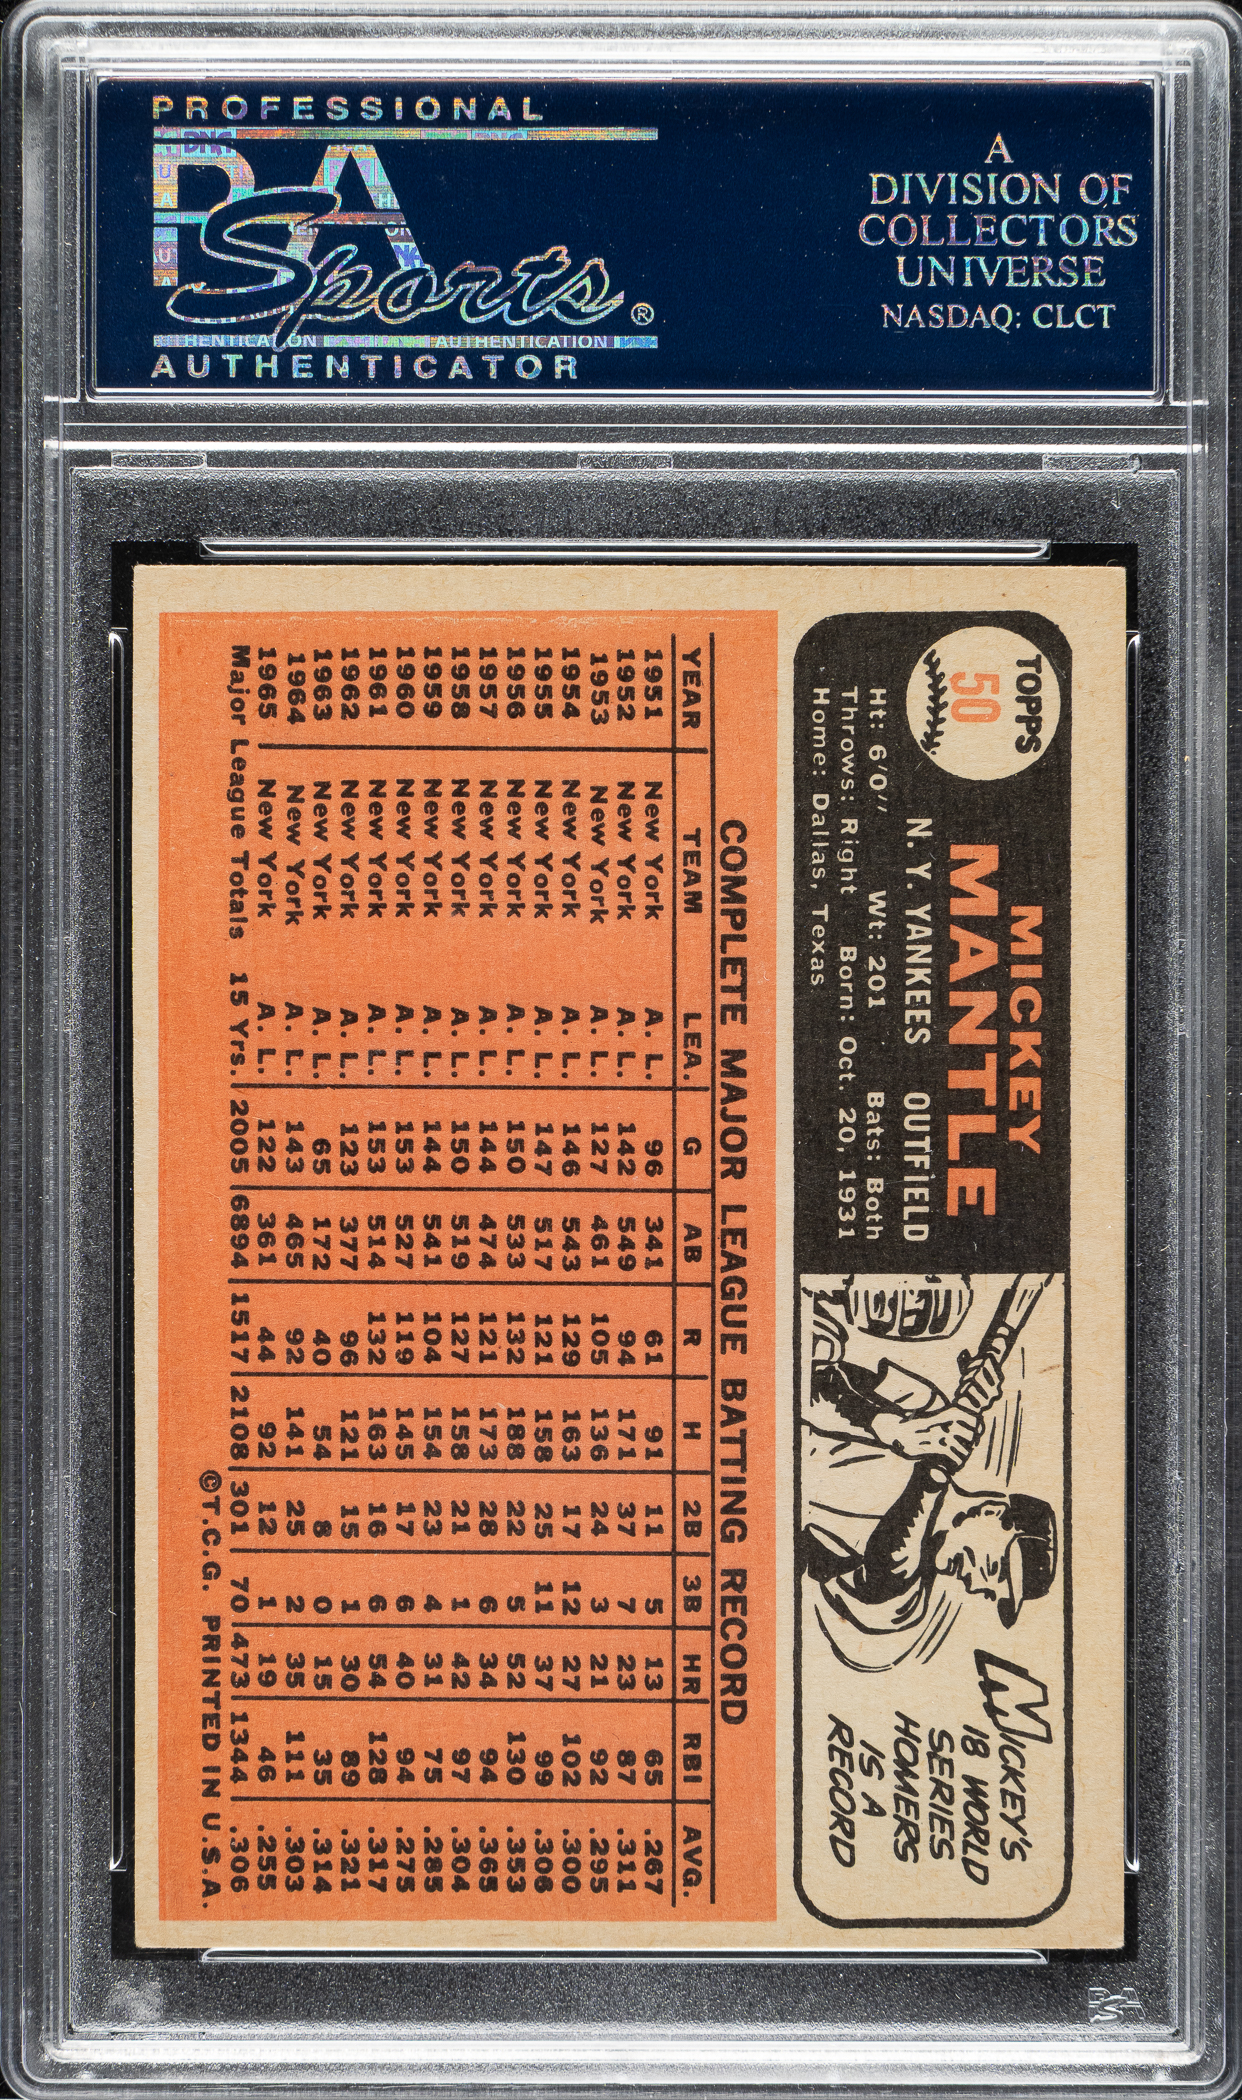 PROFESSIONAL
PSA
Sports®
AUTHENTICATION AUTHENTICATION
AUTHENTICATOR
A
DIVISION OF
COLLECTORS
UNIVERSE
NASDAQ: CLCT
TOPPS
50
MICKEY
MANTLE
N. Y. YANKEES OUTFIELD
Ht: 6'0" Wt: 201 Bats: Both
Throws: Right Born: Oct. 20, 1931
Home: Dallas, Texas
MICKEY'S
18 WORLD
SERIES
HOMERS
IS A
RECORD
COMPLETE MAJOR LEAGUE BATTING RECORD
YEAR TEAM LEA. G AB R H 2B 3B HR RBI AVG.
1951 New York A. L. 96 341 61 91 11 5 13 65 .267
1952 New York A. L. 142 549 94 171 37 7 23 87 .311
1953 New York A. L. 127 461 105 136 24 3 21 92 .295
1954 New York A. L. 146 543 129 163 17 12 27 102 .300
1955 New York A. L. 147 517 121 158 25 11 37 99 .306
1956 New York A. L. 150 533 132 188 22 5 52 130 .353
1957 New York A. L. 144 474 121 173 28 6 34 94 .365
1958 New York A. L. 150 519 127 158 21 1 42 97 .304
1959 New York A. L. 144 541 104 154 23 4 31 75 .285
1960 New York A. L. 153 527 119 145 17 6 40 94 .275
1961 New York A. L. 153 514 132 163 16 6 54 128 .317
1962 New York A. L. 123 377 96 121 15 1 30 89 .321
1963 New York A. L. 65 172 40 54 8 0 15 35 .314
1964 New York A. L. 143 465 92 141 25 2 35 111 .303
1965 New York A. L. 122 361 44 92 12 1 19 46 .255
Major League Totals 15 Yrs. 2005 6894 1517 2108 301 70 473 1344 .306
©T.C.G. PRINTED IN U.S.A.
PSA